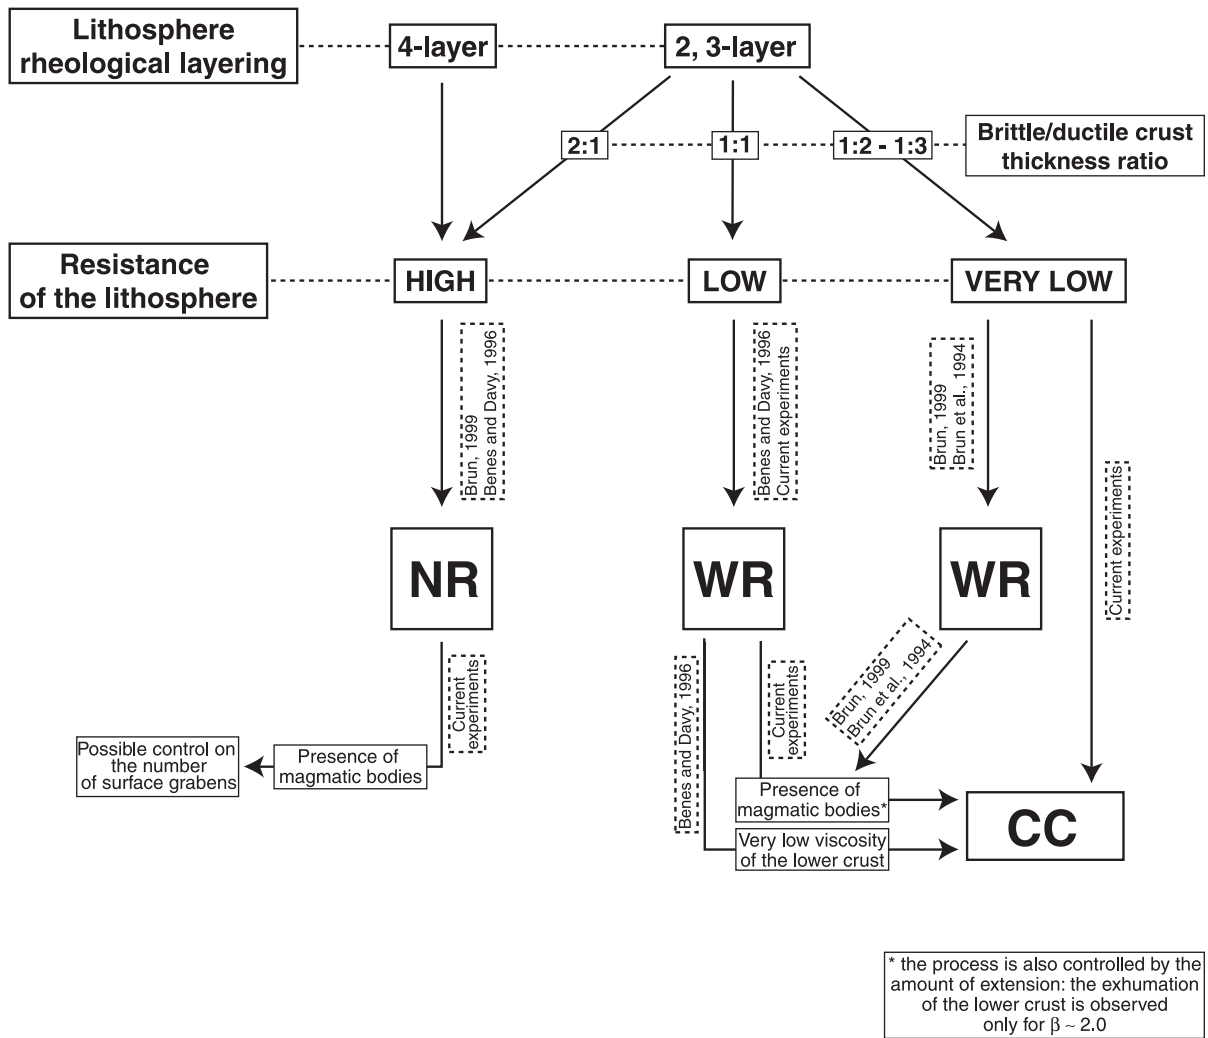 Lithosphere
rheological layering
4-layer
2, 3-layer
2:1
1:1
1:2 - 1:3
Brittle/ductile crust
thickness ratio
Resistance
of the lithosphere
HIGH
LOW
VERY LOW
Brun, 1999
Benes and Davy, 1996
Benes and Davy, 1996
Current experiments
Brun, 1999
Brun et al., 1994
Current experiments
NR
WR
WR
Current
experiments
Benes and Davy, 1996
Current
experiments
Brun, 1999
Brun et al., 1994
Possible control on
the number
of surface grabens
Presence of
magmatic bodies
Presence of
magmatic bodies*
Very low viscosity
of the lower crust
CC
* the process is also controlled by the
amount of extension: the exhumation
of the lower crust is observed
only for β ~ 2.0